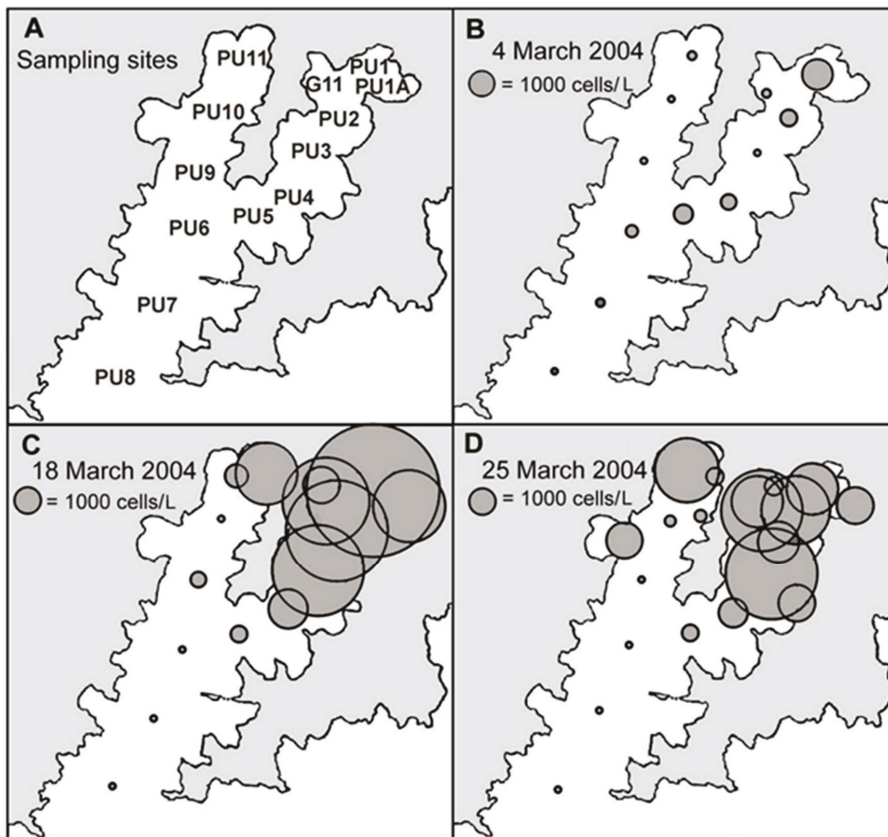 A
Sampling sites
PU11
PU1
G11
PU1A
PU10
PU2
PU3
PU9
PU4
PU5
PU6
PU7
PU8
B
4 March 2004
= 1000 cells/L
C
18 March 2004
= 1000 cells/L
D
25 March 2004
= 1000 cells/L